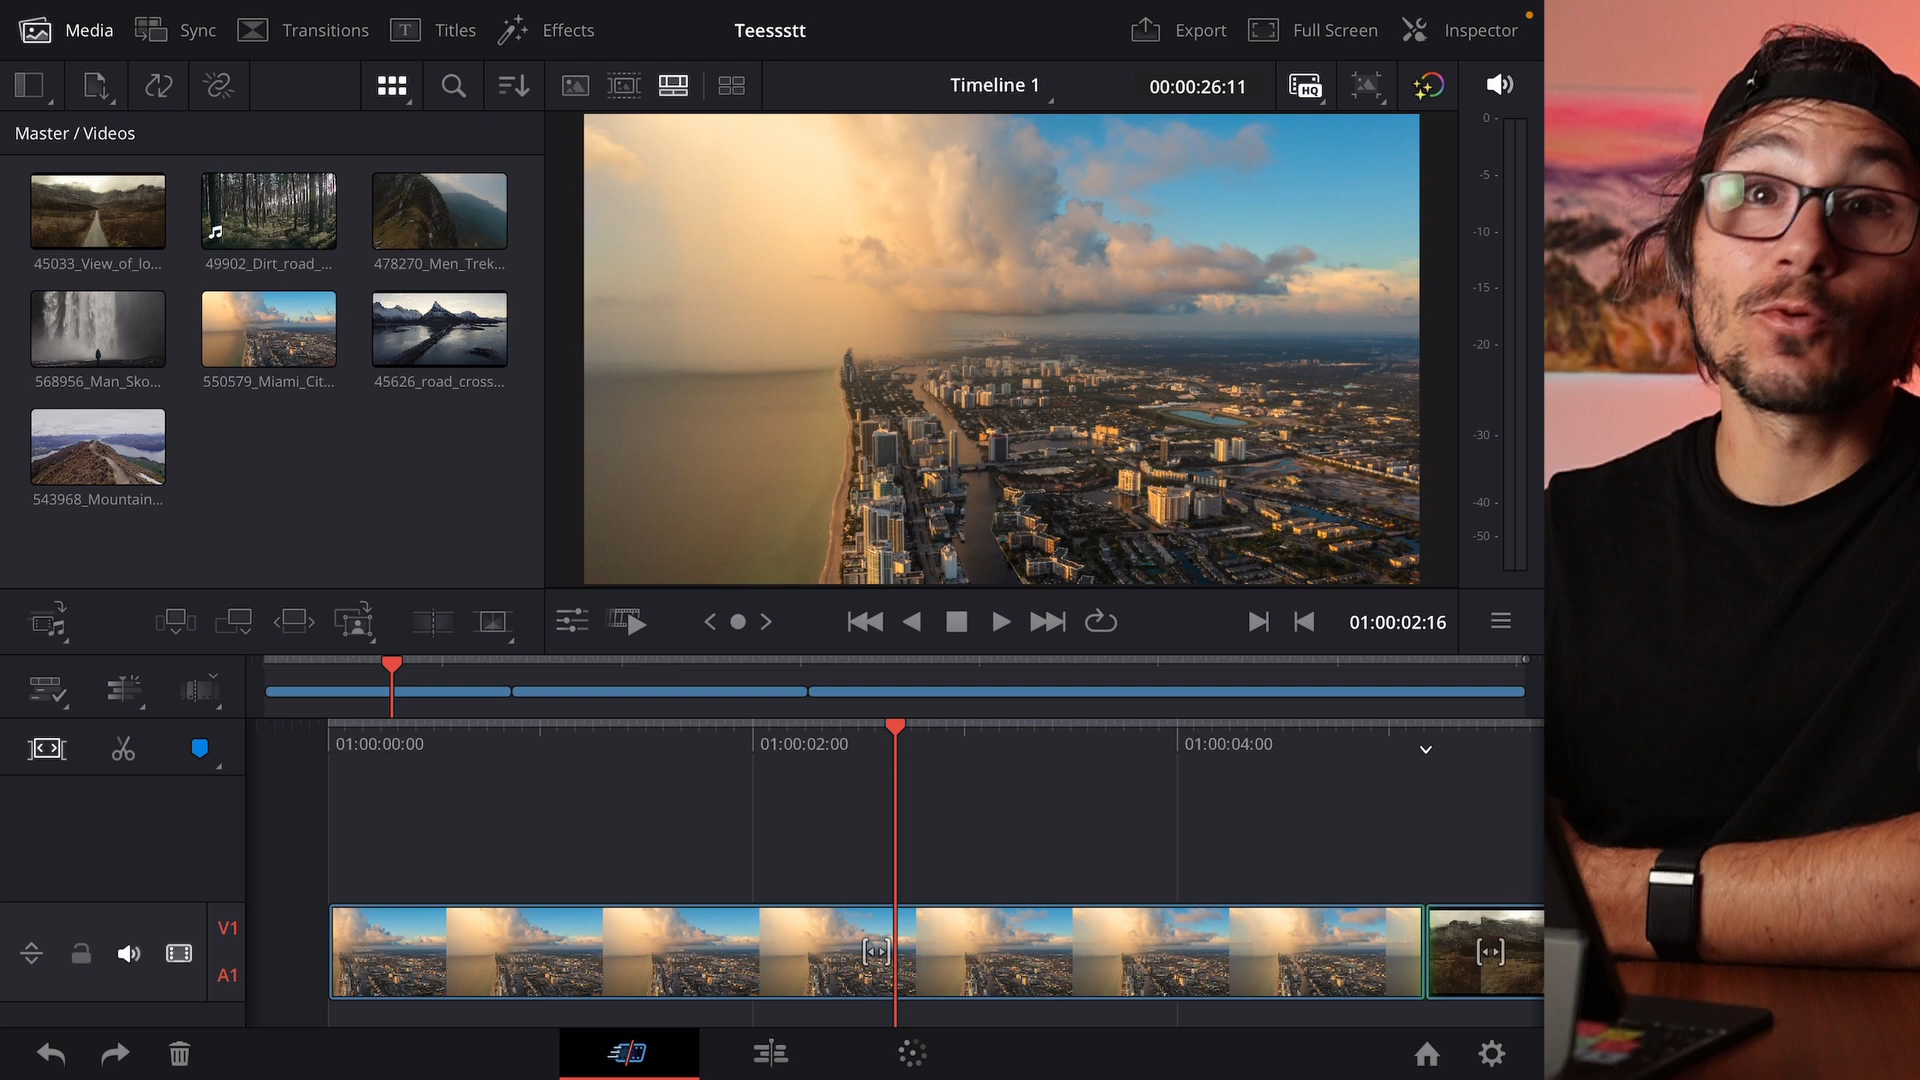 Media
Sync
Transitions
T
Titles
Effects
Teessstt
Export
Full Screen
Inspector
Timeline 1
00:00:26:11
HQ
Master / Videos
45033_View_of_lo...
49902_Dirt_road_...
478270_Men_Trek...
568956_Man_Sko...
550579_Miami_Cit...
45626_road_cross...
543968_Mountain...
0
-5
-10
-15
-20
-30
-40
-50
01:00:02:16
01:00:00:00
01:00:02:00
01:00:04:00
V1
A1